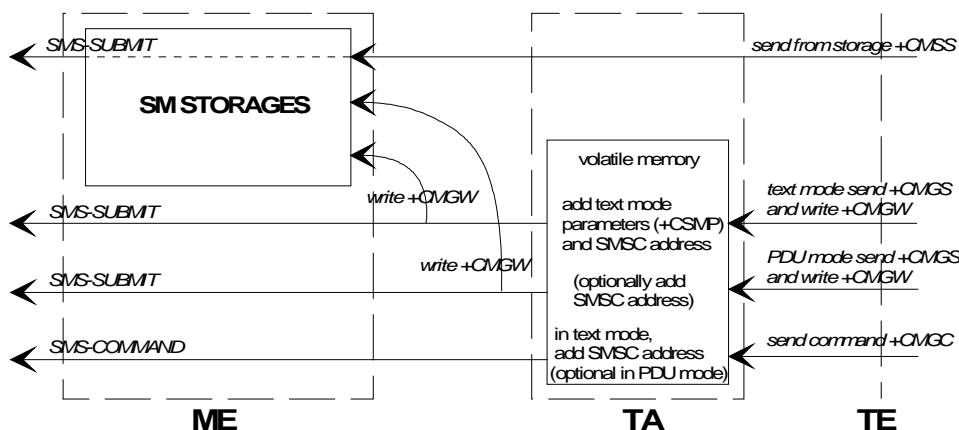 SMS-SUBMIT
send from storage +CMSS
SM STORAGES
volatile memory
write +CMGW
text mode send +CMGS
and write +CMGW
SMS-SUBMIT
add text mode
parameters (+CSMP)
and SMSC address
write +CMGW
PDU mode send +CMGS
and write +CMGW
SMS-SUBMIT
(optionally add
SMSC address)
SMS-COMMAND
in text mode,
add SMSC address
(optional in PDU mode)
send command +CMGC
ME
TA
TE